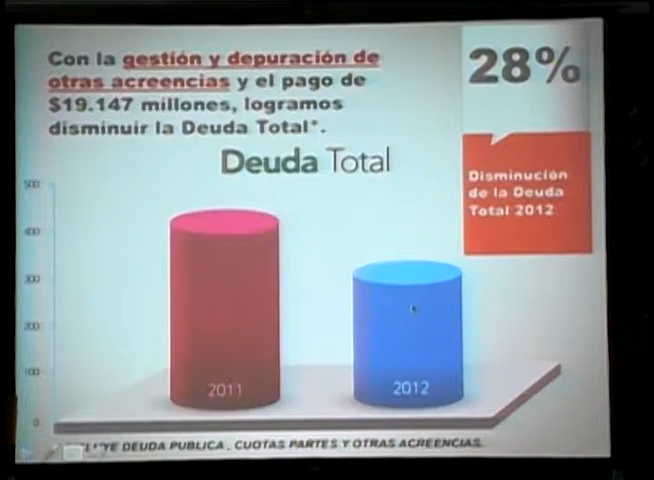 Con la gestión y depuración de
otras acreencias y el pago de
$19.147 millones, logramos
disminuir la Deuda Total*.
28%
Disminución
de la Deuda
Total 2012
Deuda Total
500
400
300
200
100
0
2011
2012
DEUDA PUBLICA, CUOTAS PARTES Y OTRAS ACREENCIAS.